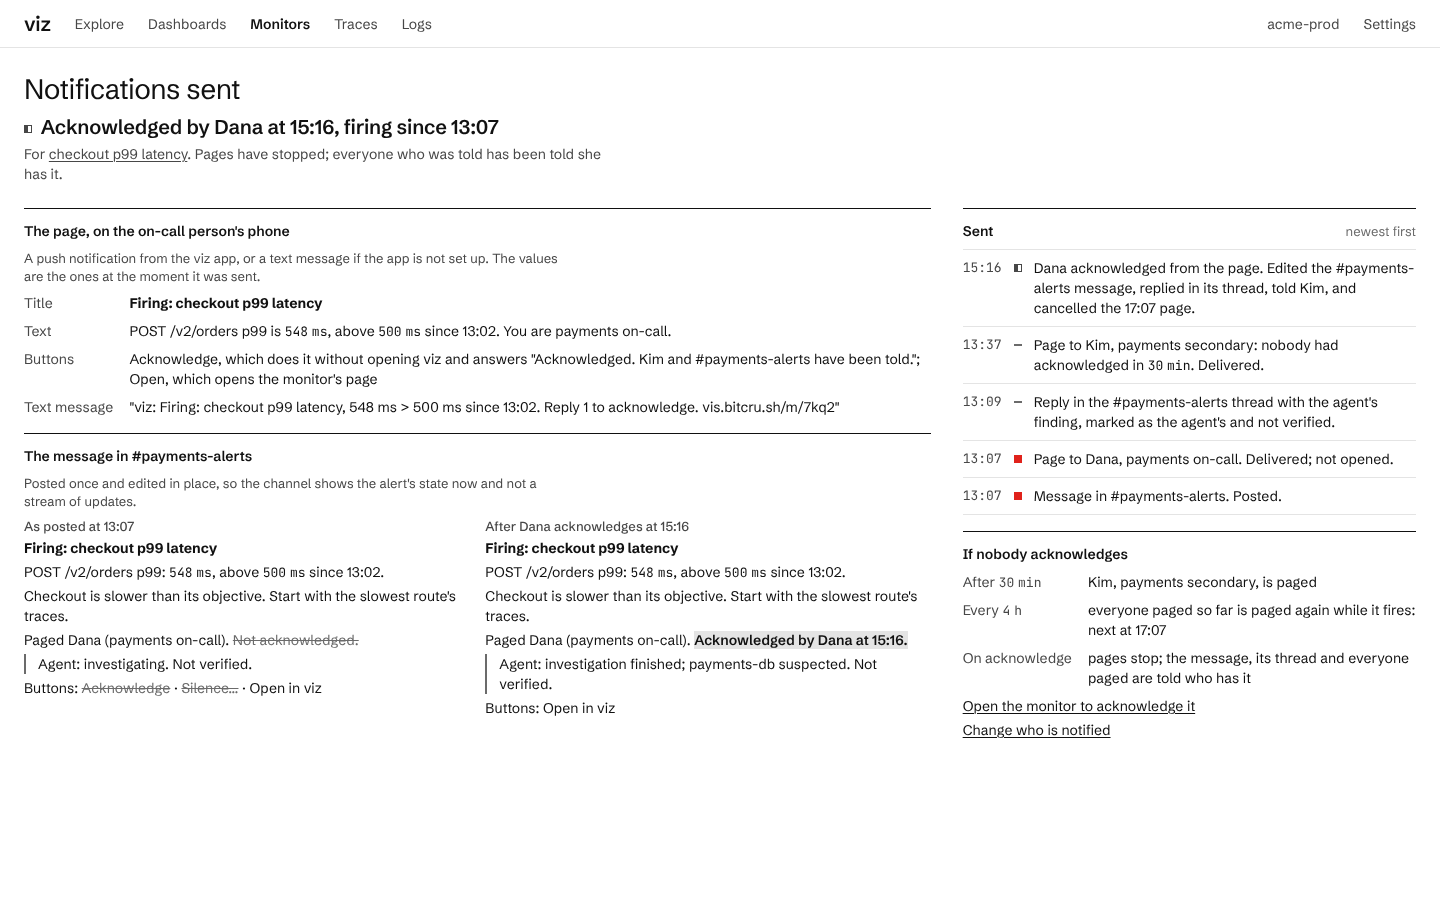 viz Explore Dashboards Monitors Traces Logs acme-prod Settings
Notifications sent
Acknowledged by Dana at 15:16, firing since 13:07
For checkout p99 latency. Pages have stopped; everyone who was told has been told she
has it.
The page, on the on-call person's phone
A push notification from the viz app, or a text message if the app is not set up. The values
are the ones at the moment it was sent.
Title Firing: checkout p99 latency
Text POST /v2/orders p99 is 548 ms, above 500 ms since 13:02. You are payments on-call.
Buttons Acknowledge, which does it without opening viz and answers "Acknowledged. Kim and #payments-alerts have been told.";
Open, which opens the monitor's page
Text message "viz: Firing: checkout p99 latency, 548 ms > 500 ms since 13:02. Reply 1 to acknowledge. vis.bitcru.sh/m/7kq2"
The message in #payments-alerts
Posted once and edited in place, so the channel shows the alert's state now and not a
stream of updates.
As posted at 13:07
Firing: checkout p99 latency
POST /v2/orders p99: 548 ms, above 500 ms since 13:02.
Checkout is slower than its objective. Start with the slowest route's
traces.
Paged Dana (payments on-call). Not acknowledged.
Agent: investigating. Not verified.
Buttons: Acknowledge · Silence... · Open in viz
After Dana acknowledges at 15:16
Firing: checkout p99 latency
POST /v2/orders p99: 548 ms, above 500 ms since 13:02.
Checkout is slower than its objective. Start with the slowest route's
traces.
Paged Dana (payments on-call). Acknowledged by Dana at 15:16.
Agent: investigation finished; payments-db suspected. Not
verified.
Buttons: Open in viz
Sent newest first
15:16 Dana acknowledged from the page. Edited the #payments-
alerts message, replied in its thread, told Kim, and
cancelled the 17:07 page.
13:37 Page to Kim, payments secondary: nobody had
acknowledged in 30 min. Delivered.
13:09 Reply in the #payments-alerts thread with the agent's
finding, marked as the agent's and not verified.
13:07 Page to Dana, payments on-call. Delivered; not opened.
13:07 Message in #payments-alerts. Posted.
If nobody acknowledges
After 30 min Kim, payments secondary, is paged
Every 4 h everyone paged so far is paged again while it fires:
next at 17:07
On acknowledge pages stop; the message, its thread and everyone
paged are told who has it
Open the monitor to acknowledge it
Change who is notified